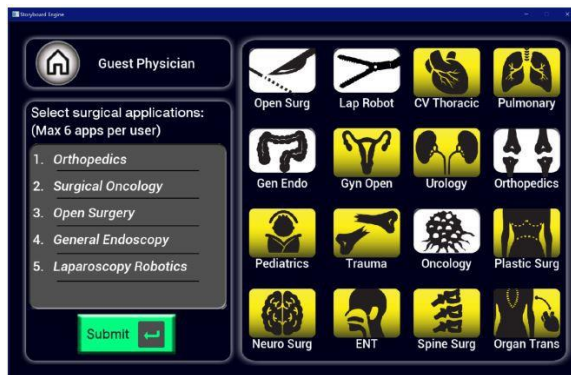 Storyboard Engine
Guest Physician
Select surgical applications:
(Max 6 apps per user)
1. Orthopedics
2. Surgical Oncology
3. Open Surgery
4. General Endoscopy
5. Laparoscopy Robotics
Submit
Open Surg
Lap Robot
CV Thoracic
Pulmonary
Gen Endo
Gyn Open
Urology
Orthopedics
Pediatrics
Trauma
Oncology
Plastic Surg
Neuro Surg
ENT
Spine Surg
Organ Trans